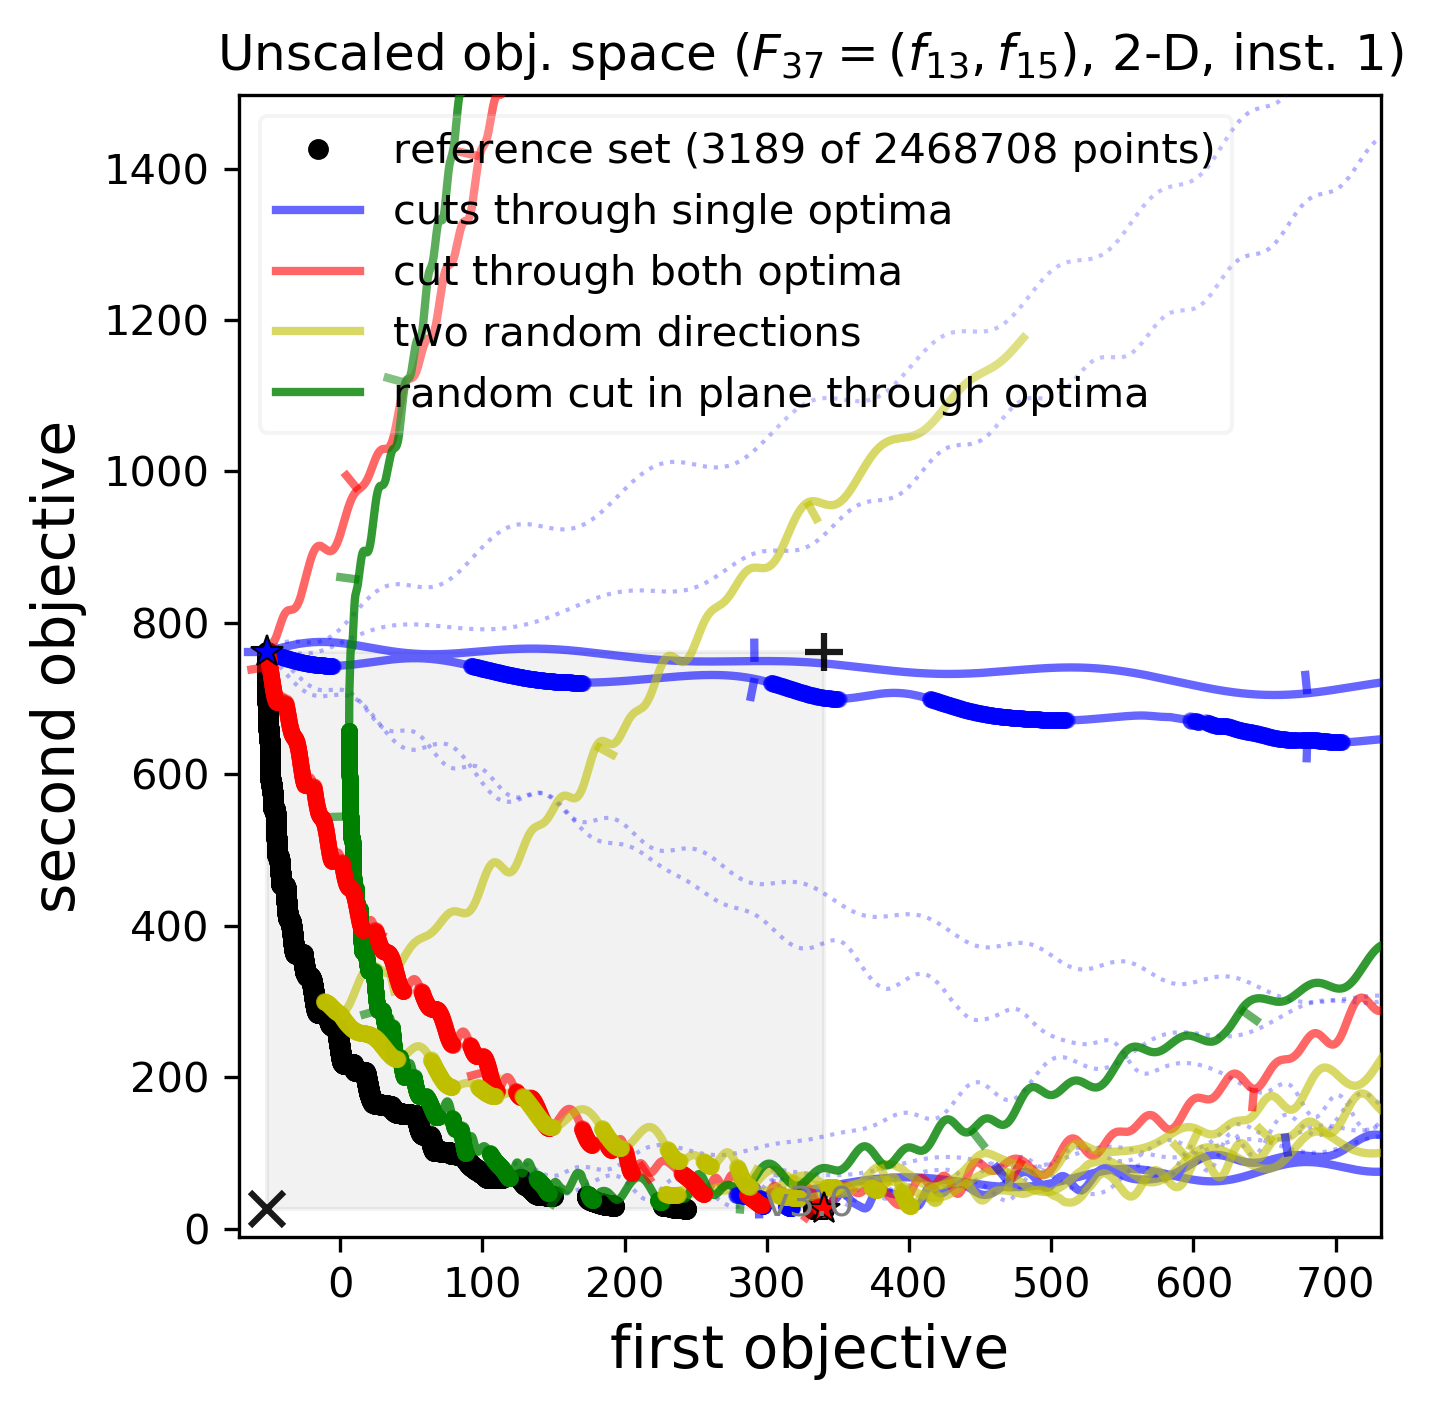 Unscaled obj. space (F₃₇ = (f₁₃, f₁₅), 2-D, inst. 1)
reference set (3189 of 2468708 points)
cuts through single optima
cut through both optima
two random directions
random cut in plane through optima
second objective
1400
1200
1000
800
600
400
200
0
0 100 200 300 400 500 600 700
first objective